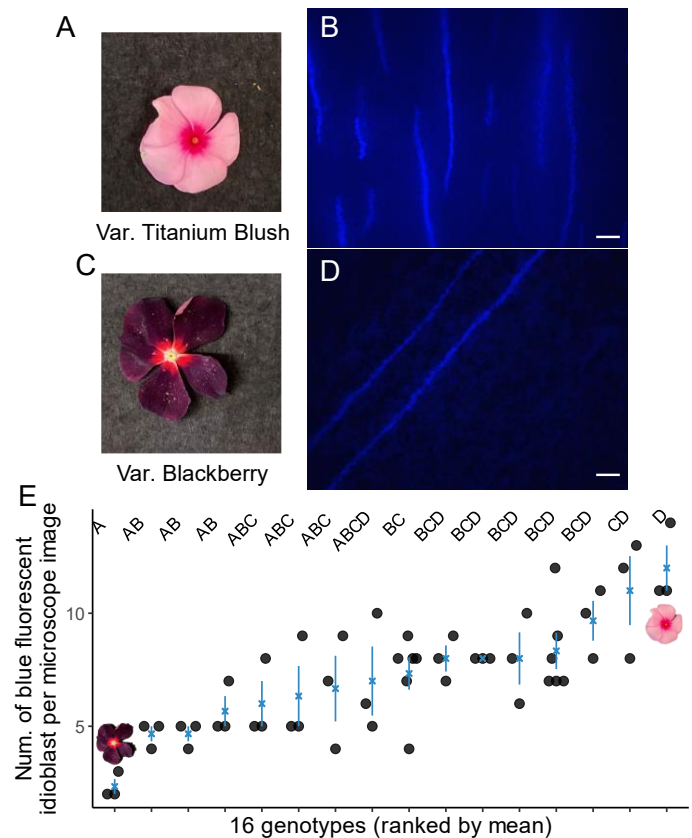 A
B
Var. Titanium Blush
C
D
Var. Blackberry
E
A AB AB AB ABC ABC ABC ABCD BC BCD BCD BCD BCD BCD CD D
Num. of blue fluorescent
idioblast per microscope image
10
5
16 genotypes (ranked by mean)